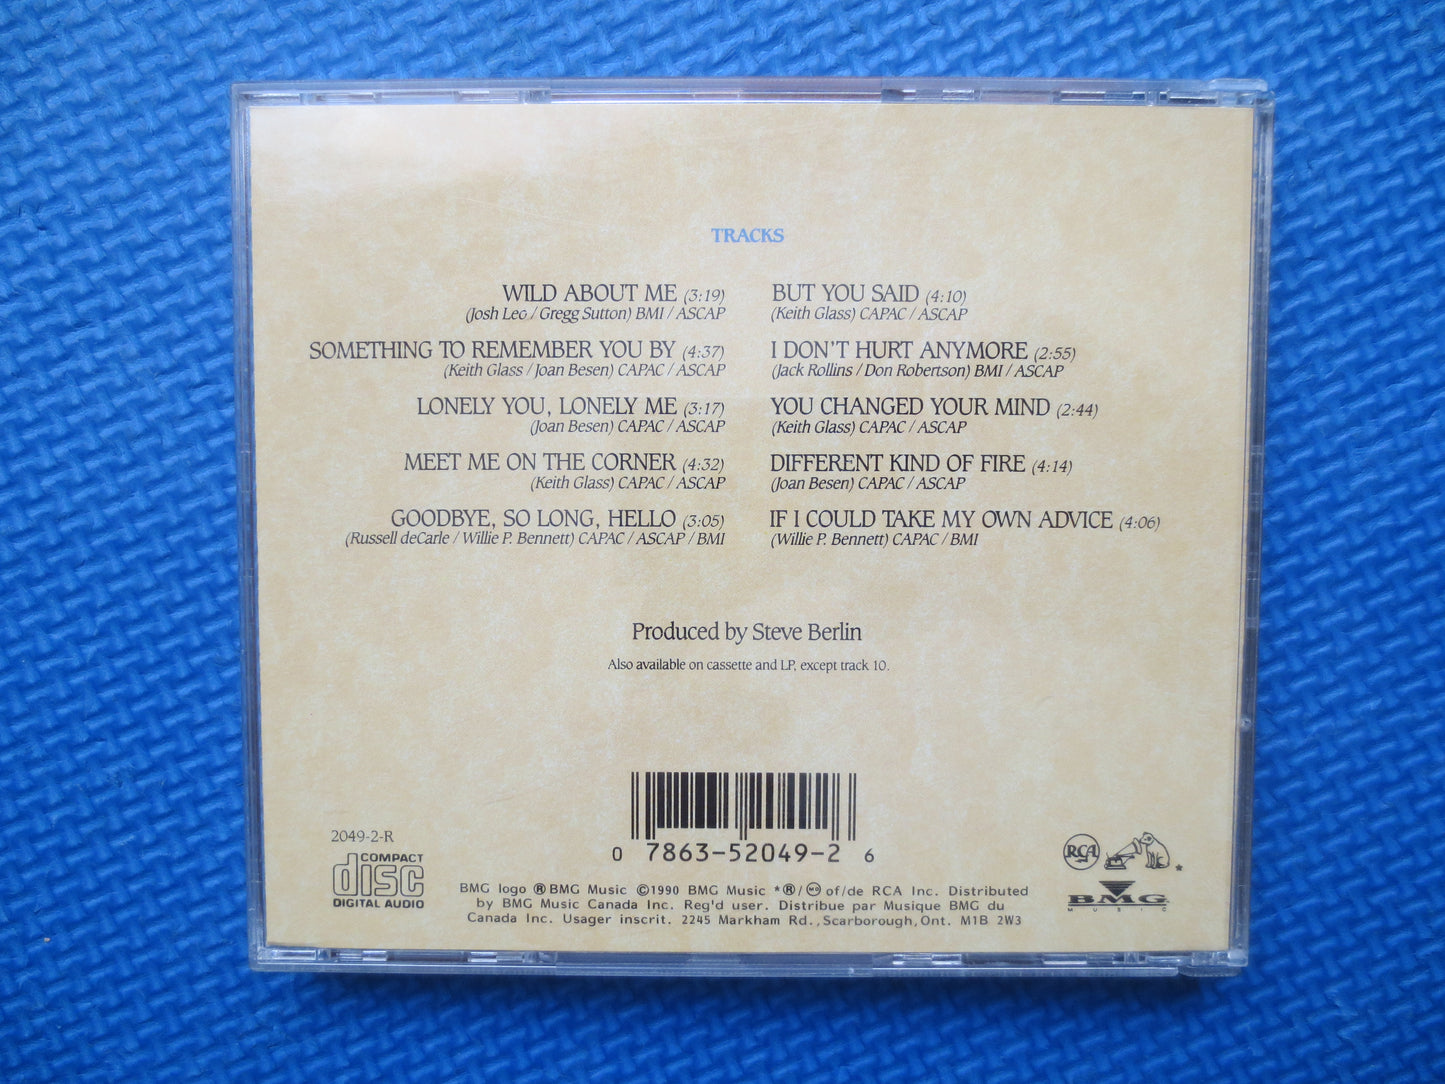 TRACKS
WILD ABOUT ME (3:19)
(Josh Leo / Gregg Sutton) BMI / ASCAP
SOMETHING TO REMEMBER YOU BY (4:37)
(Keith Glass / Joan Besen) CAPAC / ASCAP
LONELY YOU, LONELY ME (3:17)
(Joan Besen) CAPAC / ASCAP
MEET ME ON THE CORNER (4:32)
(Keith Glass) CAPAC / ASCAP
GOODBYE, SO LONG, HELLO (3:05)
(Russell deCarle / Willie P. Bennett) CAPAC / ASCAP / BMI
BUT YOU SAID (4:10)
(Keith Glass) CAPAC / ASCAP
I DON'T HURT ANYMORE (2:55)
(Jack Rollins / Don Robertson) BMI / ASCAP
YOU CHANGED YOUR MIND (2:44)
(Keith Glass) CAPAC / ASCAP
DIFFERENT KIND OF FIRE (4:14)
(Joan Besen) CAPAC / ASCAP
IF I COULD TAKE MY OWN ADVICE (4:06)
(Willie P. Bennett) CAPAC / BMI
Produced by Steve Berlin
Also available on cassette and LP, except track 10.
0 7863-52049-2 6
2049-2-R
COMPACT
disc
DIGITAL AUDIO
BMG logo ® BMG Music ©1990 BMG Music *®/ of/de RCA Inc. Distributed
by BMG Music Canada Inc. Reg'd user. Distribue par Musique BMG du
Canada Inc. Usager inscrit. 2245 Markham Rd., Scarborough, Ont. M1B 2W3
RCA *
BMG
MUSIC